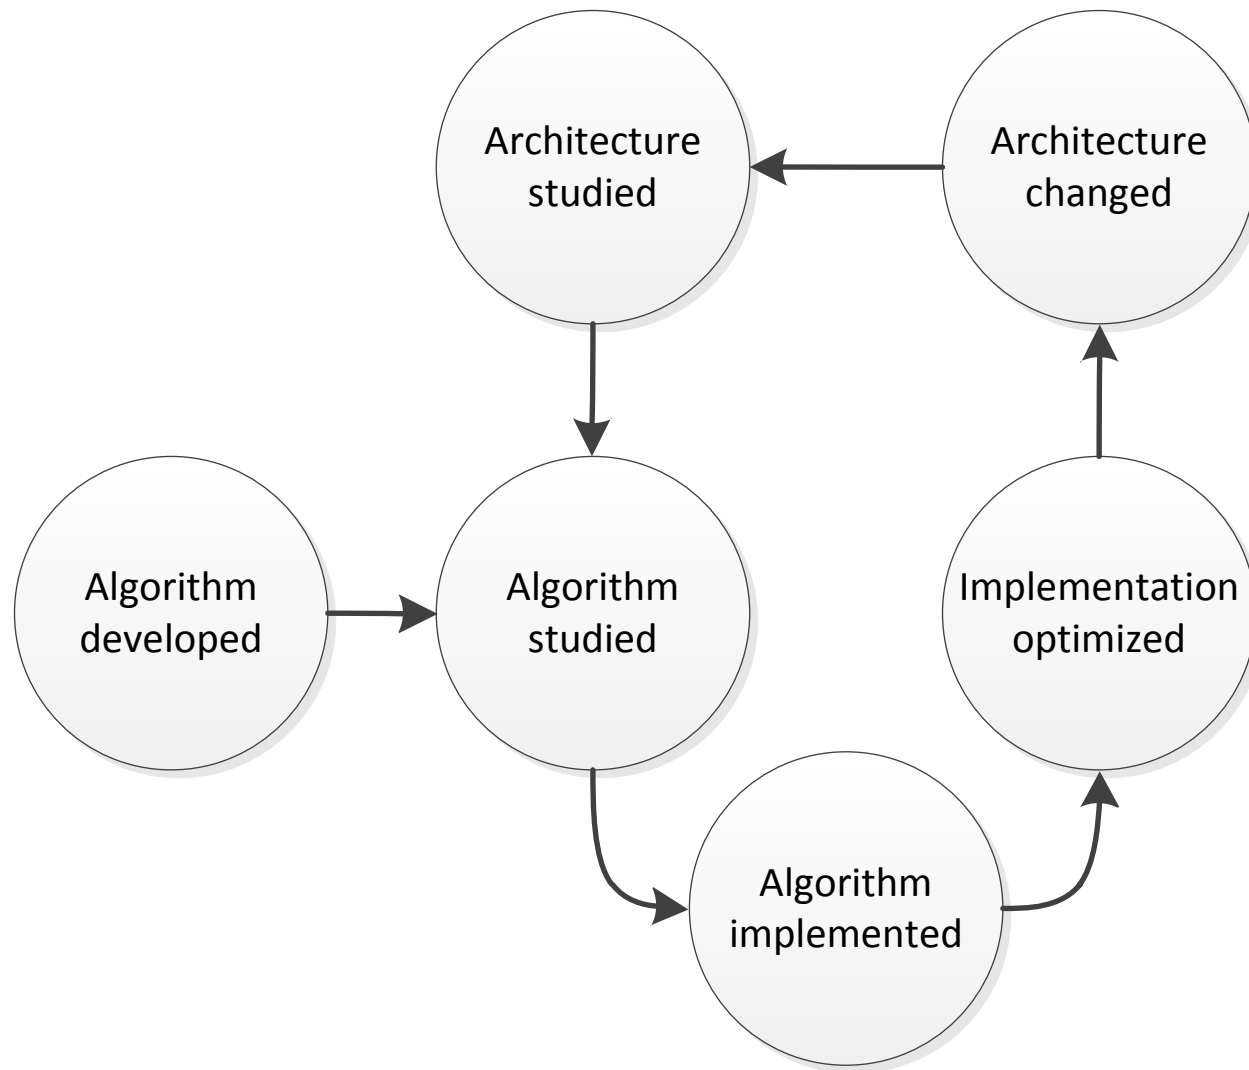 Architecture
studied
Architecture
changed
Algorithm
developed
Algorithm
studied
Implementation
optimized
Algorithm
implemented